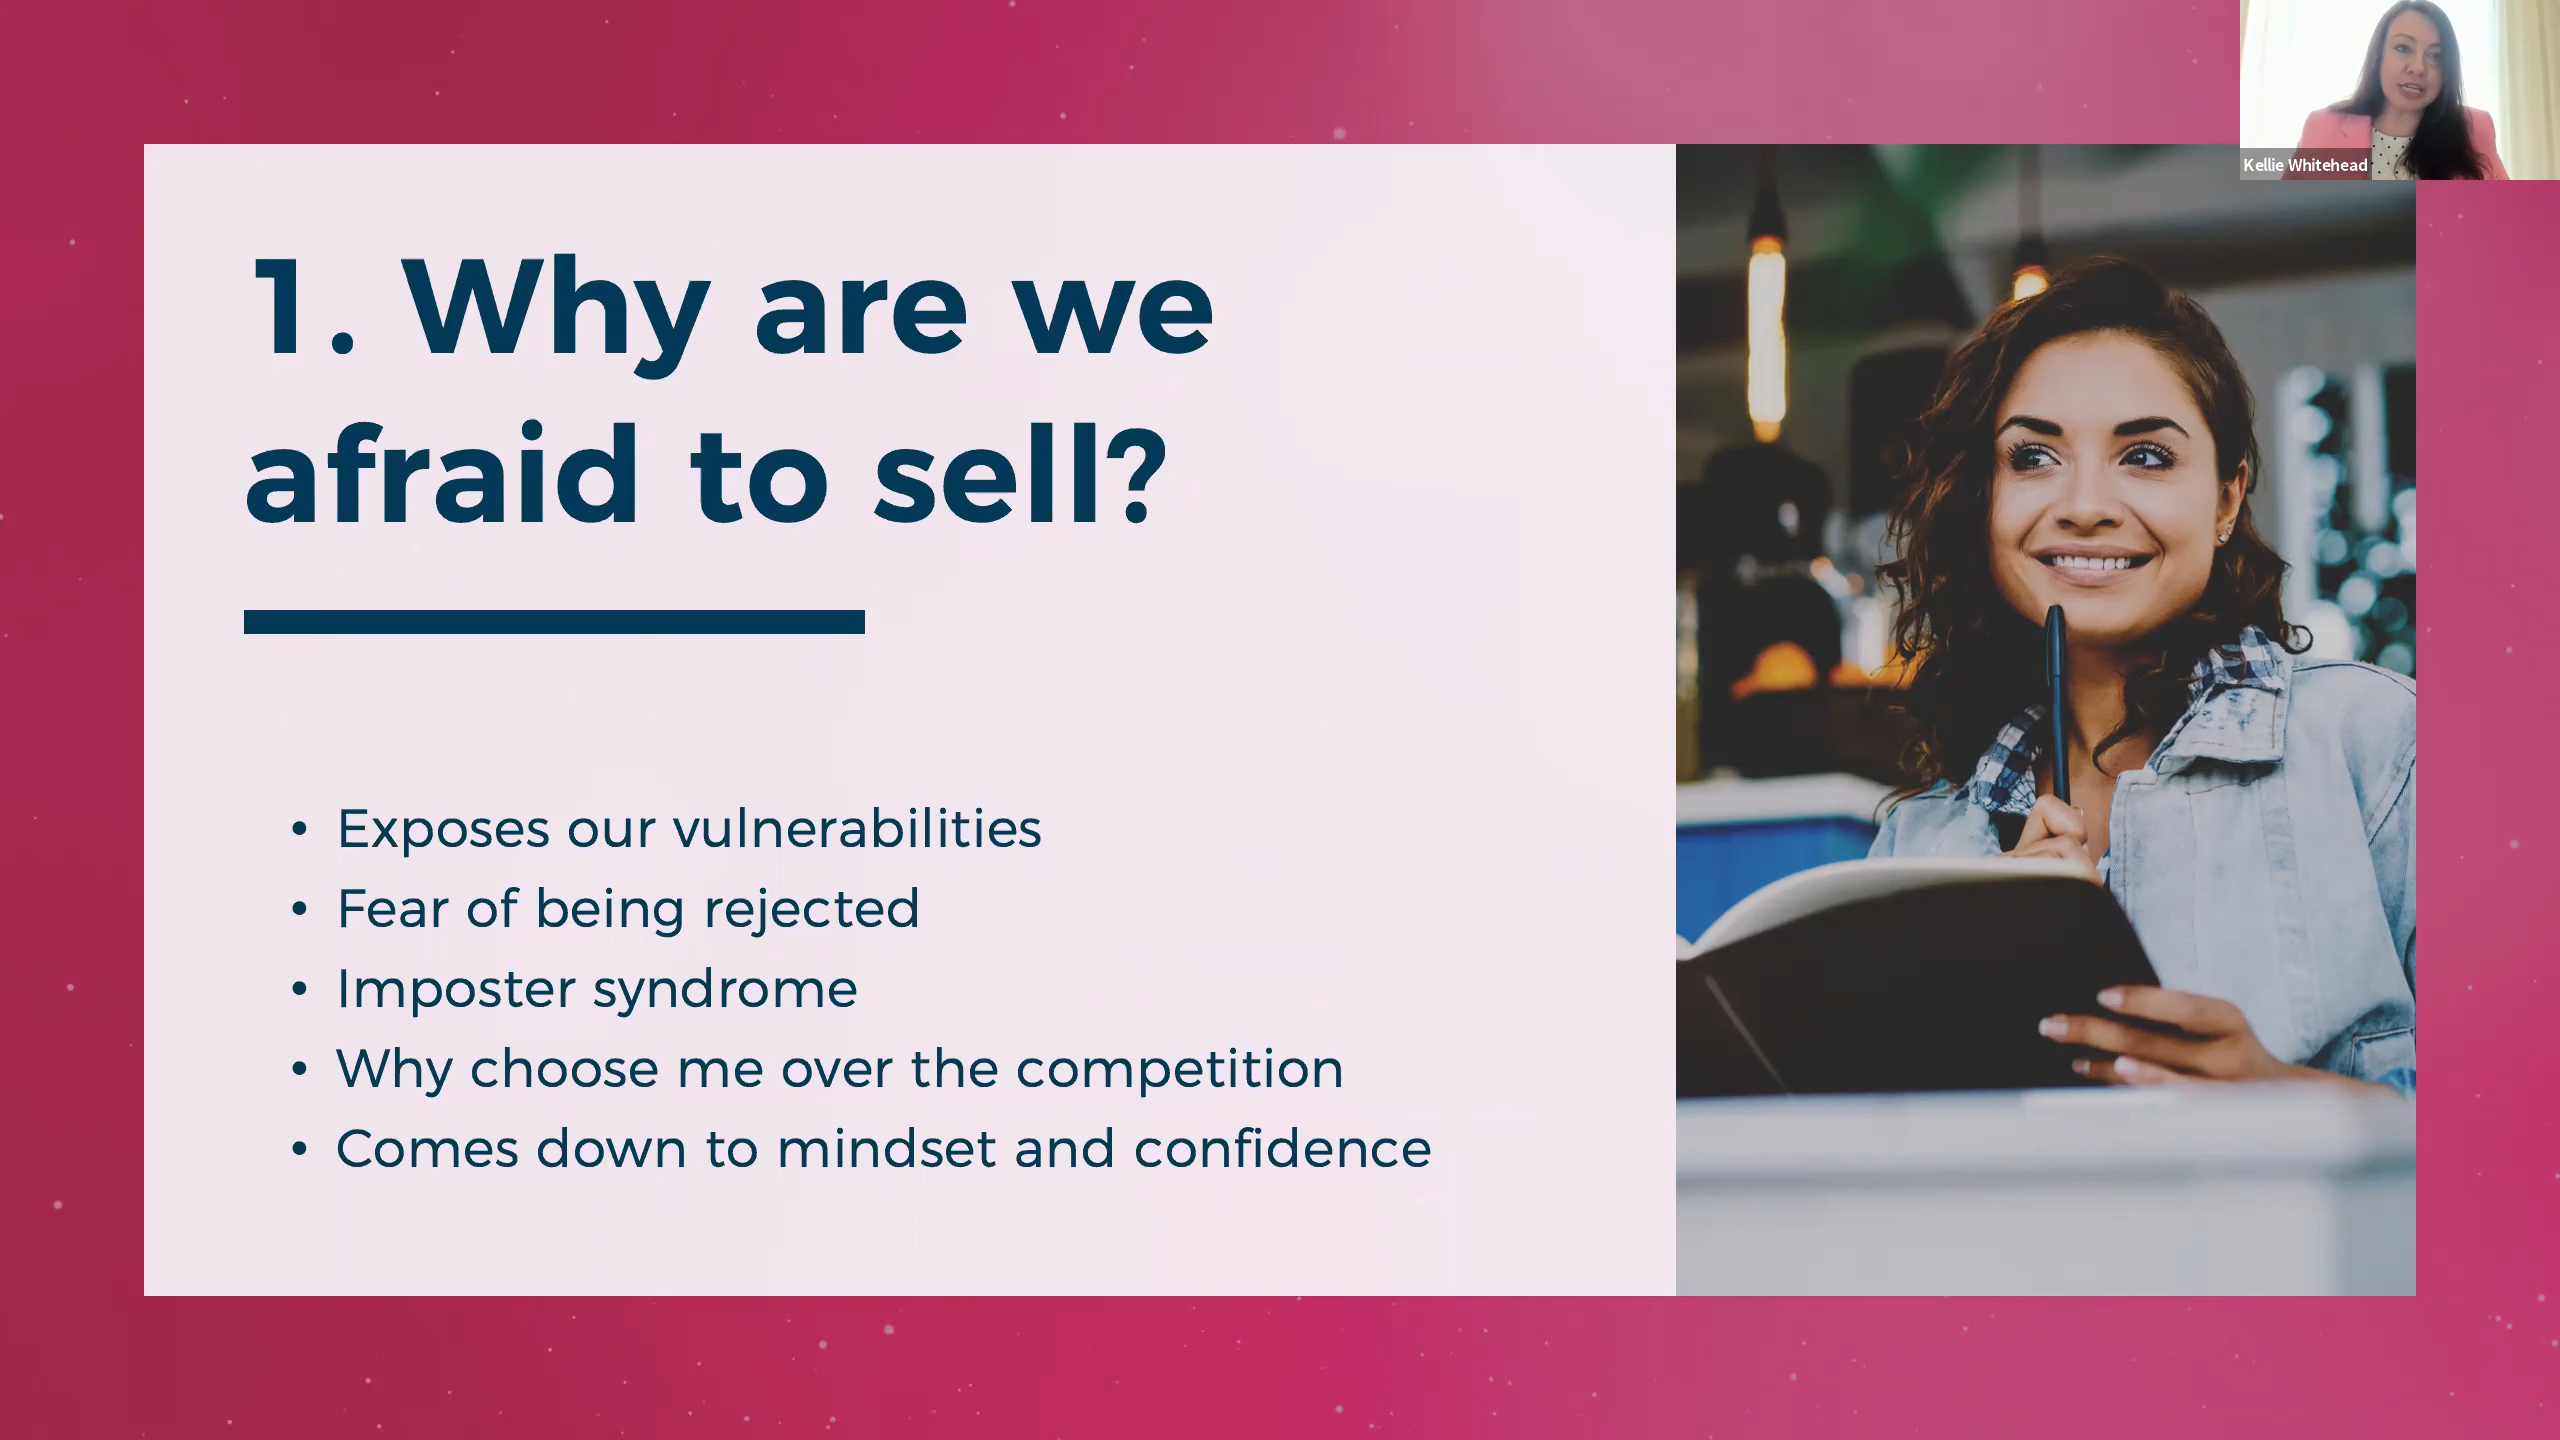 Kellie Whitehead
1. Why are we
afraid to sell?
• Exposes our vulnerabilities
• Fear of being rejected
• Imposter syndrome
• Why choose me over the competition
• Comes down to mindset and confidence